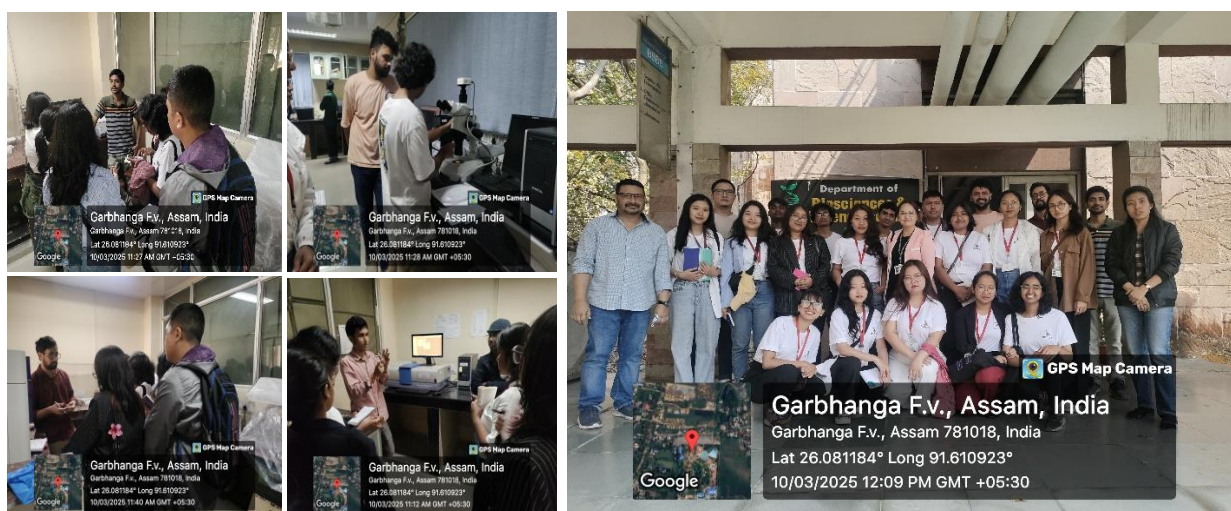 GPS Map Camera
Garbhanga F.v., Assam, India
Garbhanga F.v., Assam 781018, India
Lat 26.081184° Long 91.610923°
10/03/2025 11:27 AM GMT +05:30
Google
GPS Map Camera
Garbhanga F.v., Assam, India
Garbhanga F.v., Assam 781018, India
Lat 26.081184° Long 91.610923°
10/03/2025 11:28 AM GMT +05:30
Google
GPS Map Camera
Garbhanga F.v., Assam, India
Garbhanga F.v., Assam 781018, India
Lat 26.081184° Long 91.610923°
10/03/2025 11:40 AM GMT +05:30
Google
GPS Map Camera
Garbhanga F.v., Assam, India
Garbhanga F.v., Assam 781018, India
Lat 26.081184° Long 91.610923°
10/03/2025 11:12 AM GMT +05:30
Google
BSBE
Department of
Biosciences &
GPS Map Camera
Garbhanga F.v., Assam, India
Garbhanga F.v., Assam 781018, India
Lat 26.081184° Long 91.610923°
10/03/2025 12:09 PM GMT +05:30
Google